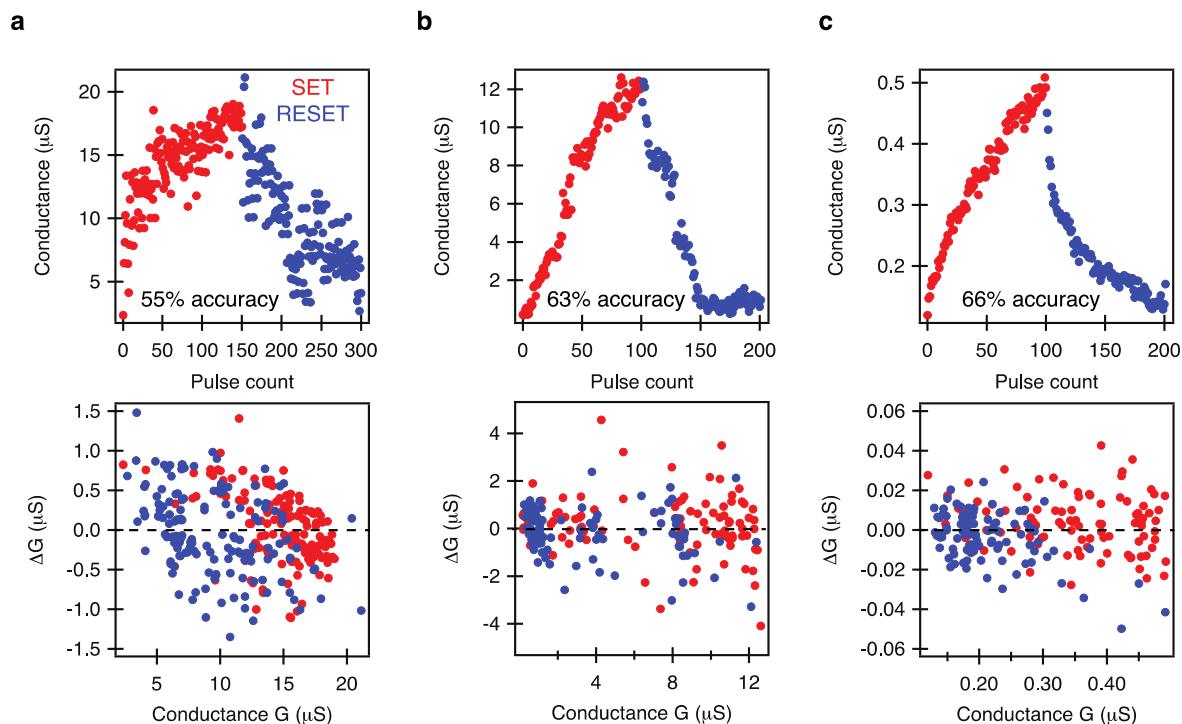 a
b
c
20
15
10
5
Conductance (μS)
SET
RESET
55% accuracy
0 50 100 150 200 250 300
Pulse count
12
10
8
6
4
2
Conductance (μS)
63% accuracy
0 50 100 150 200
Pulse count
0.5
0.4
0.3
0.2
Conductance (μS)
66% accuracy
0 50 100 150 200
Pulse count
1.5
1.0
0.5
0.0
-0.5
-1.0
-1.5
ΔG (μS)
5 10 15 20
Conductance G (μS)
4
2
0
-2
-4
ΔG (μS)
4 8 12
Conductance G (μS)
0.06
0.04
0.02
0.00
-0.02
-0.04
-0.06
ΔG (μS)
0.20 0.30 0.40
Conductance G (μS)